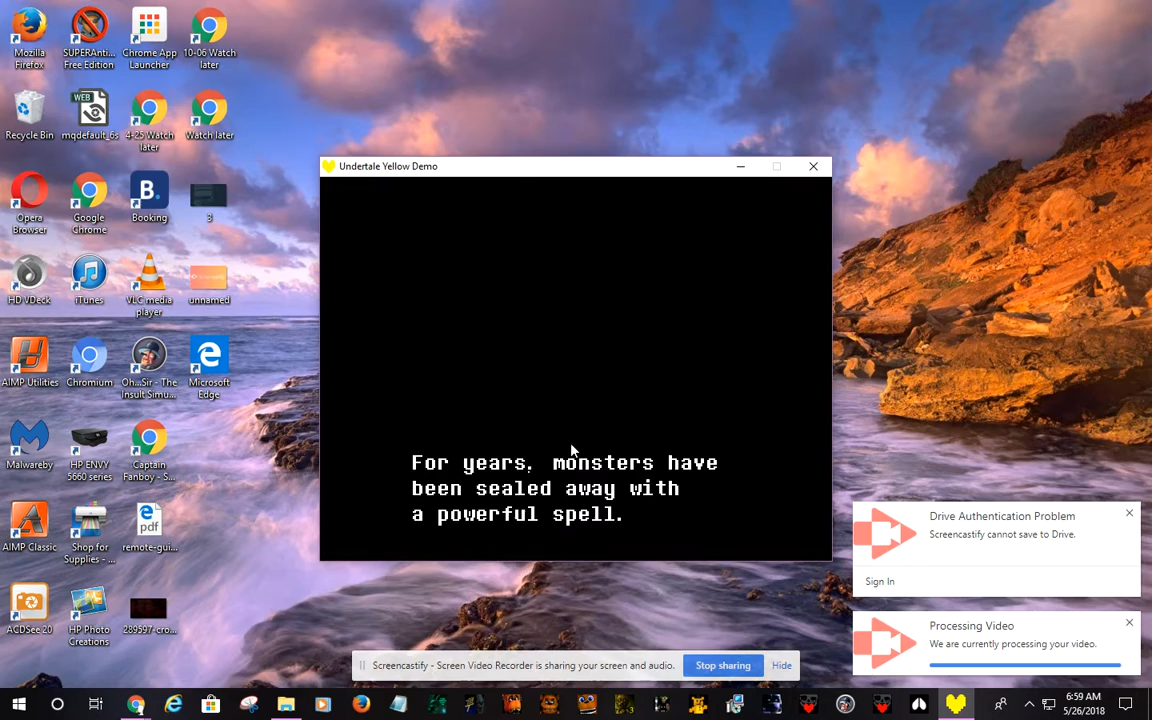 Mozilla Firefox
SUPERAnti... Free Edition
Chrome App Launcher
10-06 Watch later
Recycle Bin
WEB
mqdefault_6s
4-25 Watch later
Watch later
Opera Browser
Google Chrome
B.
Booking
3
HD VDeck
iTunes
VLC media player
unnamed
AIMP Utilities
Chromium
Oh...Sir - The Insult Simu...
Microsoft Edge
Malwareby
HP ENVY 5660 series
Captain Fanboy - S...
AIMP Classic
Shop for Supplies - ...
pdf
remote-gui...
ACDSee 20
HP Photo Creations
289597-cro...
Undertale Yellow Demo
For years, monsters have
been sealed away with
a powerful spell.
Drive Authentication Problem
Screencastify cannot save to Drive.
Sign In
Processing Video
We are currently processing your video.
Screencastify - Screen Video Recorder is sharing your screen and audio.
Stop sharing
Hide
6:59 AM
5/26/2018